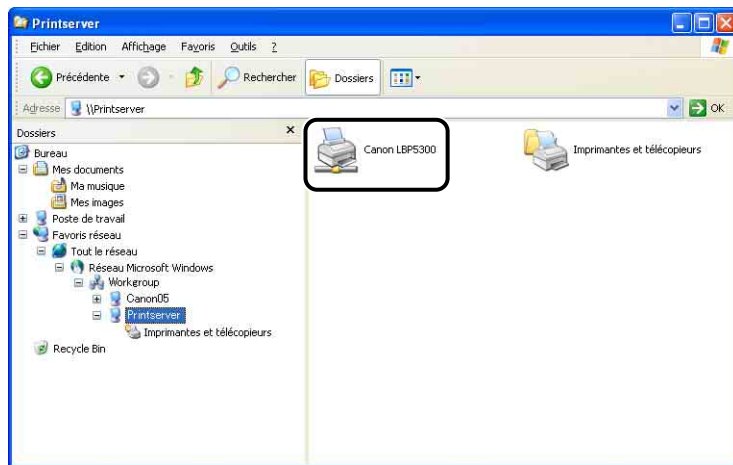 Printserver
Fichier Edition Affichage Favoris Outils ?
Précédente Rechercher Dossiers
Adresse \\Printserver OK
Dossiers
Bureau
Mes documents
Ma musique
Mes images
Poste de travail
Favoris réseau
Tout le réseau
Réseau Microsoft Windows
Workgroup
Canon05
Printserver
Imprimantes et télécopieurs
Recycle Bin
Canon LBP5300
Imprimantes et télécopieurs